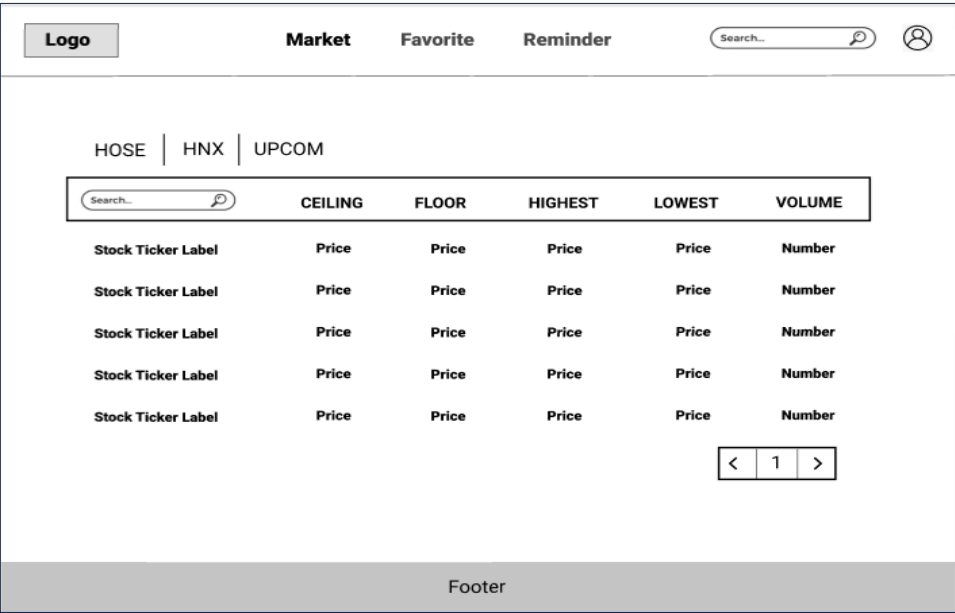 Logo Market Favorite Reminder Search...
HOSE HNX UPCOM
Search... CEILING FLOOR HIGHEST LOWEST VOLUME
Stock Ticker Label Price Price Price Price Number
Stock Ticker Label Price Price Price Price Number
Stock Ticker Label Price Price Price Price Number
Stock Ticker Label Price Price Price Price Number
Stock Ticker Label Price Price Price Price Number
< 1 >
Footer